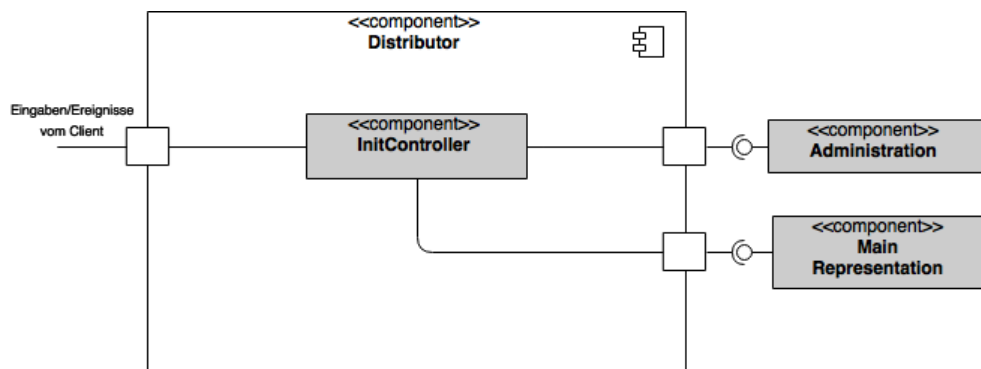 <<component>>
Distributor
Eingaben/Ereignisse
vom Client
<<component>>
InitController
<<component>>
Administration
<<component>>
Main
Representation